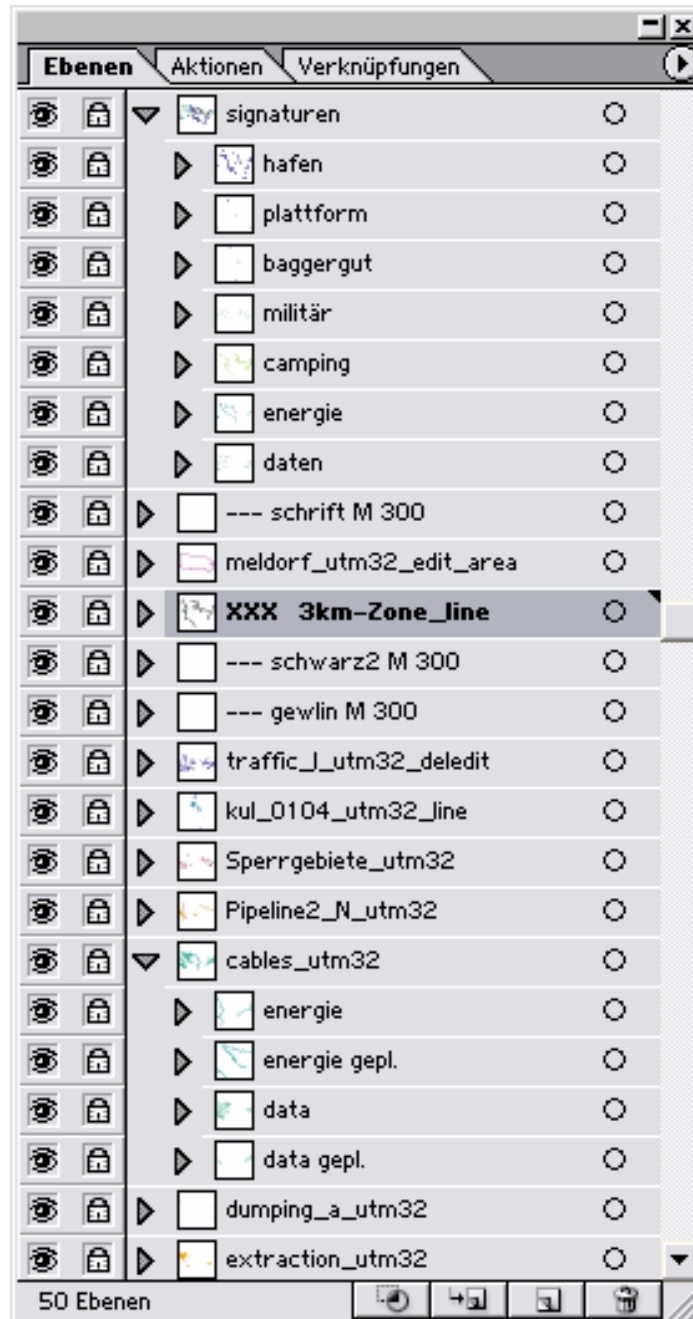 Ebenen Aktionen Verknüpfungen
signaturen
hafen
plattform
baggergut
militär
camping
energie
daten
--- schrift M 300
meldorf_utm32_edit_area
XXX 3km-Zone_line
--- schwarz2 M 300
--- gewlin M 300
traffic_l_utm32_deledit
kul_0104_utm32_line
Sperrgebiete_utm32
Pipeline2_N_utm32
cables_utm32
energie
energie gepl.
data
data gepl.
dumping_a_utm32
extraction_utm32
50 Ebenen